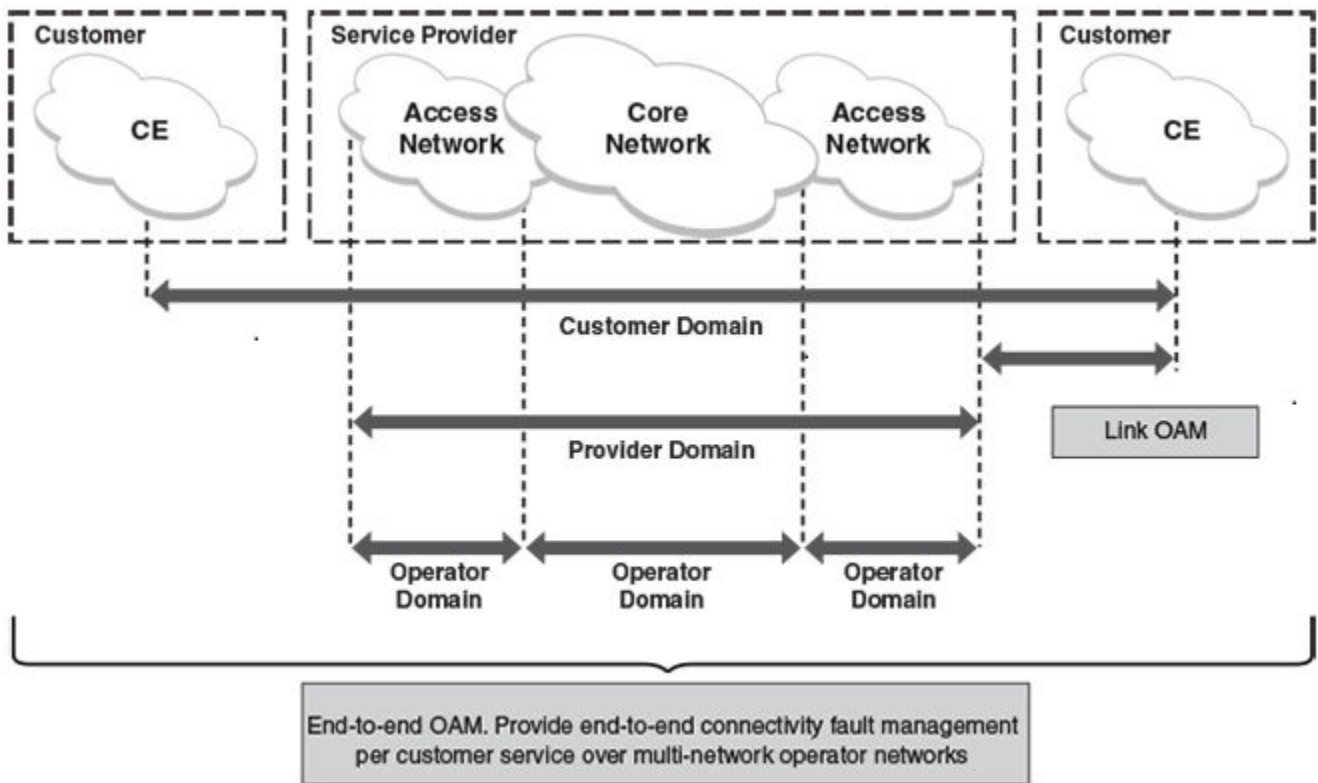 Customer
Service Provider
Customer
CE
Access
Network
Core
Network
Access
Network
CE
Customer Domain
Provider Domain
Link OAM
Operator
Domain
Operator
Domain
Operator
Domain
End-to-end OAM. Provide end-to-end connectivity fault management
per customer service over multi-network operator networks